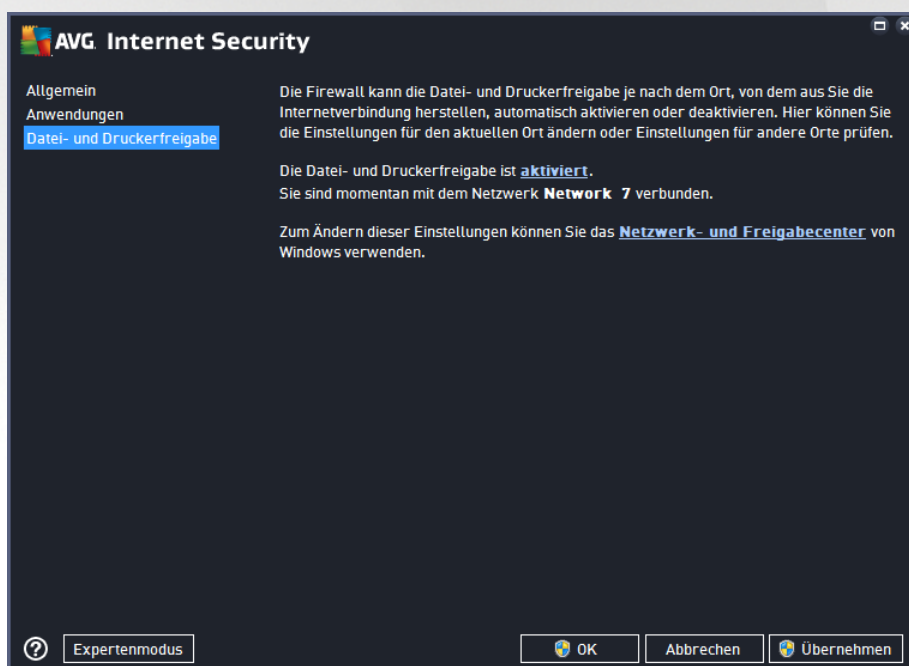 AVG Internet Security
Allgemein
Anwendungen
Datei- und Druckerfreigabe
Die Firewall kann die Datei- und Druckerfreigabe je nach dem Ort, von dem aus Sie die
Internetverbindung herstellen, automatisch aktivieren oder deaktivieren. Hier können Sie
die Einstellungen für den aktuellen Ort ändern oder Einstellungen für andere Orte prüfen.
Die Datei- und Druckerfreigabe ist aktiviert.
Sie sind momentan mit dem Netzwerk Network 7 verbunden.
Zum Ändern dieser Einstellungen können Sie das Netzwerk- und Freigabecenter von
Windows verwenden.
? Expertenmodus OK Abbrechen Übernehmen